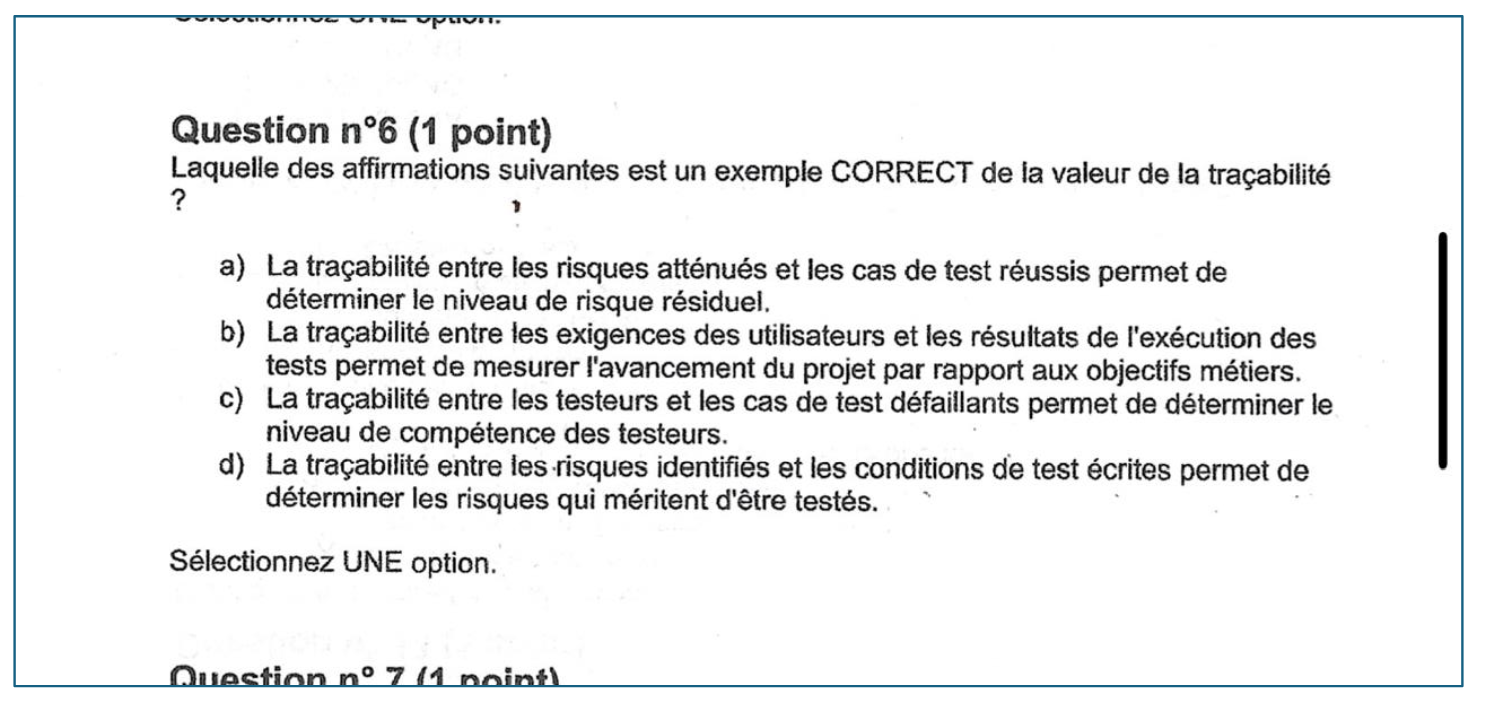 Sélectionnez UNE option.
Question n°6 (1 point)
Laquelle des affirmations suivantes est un exemple CORRECT de la valeur de la traçabilité
?
a) La traçabilité entre les risques atténués et les cas de test réussis permet de
déterminer le niveau de risque résiduel.
b) La traçabilité entre les exigences des utilisateurs et les résultats de l'exécution des
tests permet de mesurer l'avancement du projet par rapport aux objectifs métiers.
c) La traçabilité entre les testeurs et les cas de test défaillants permet de déterminer le
niveau de compétence des testeurs.
d) La traçabilité entre les risques identifiés et les conditions de test écrites permet de
déterminer les risques qui méritent d'être testés.
Sélectionnez UNE option.
Question n° 7 (1 point)